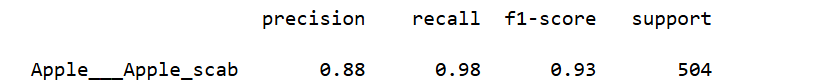 precision recall f1-score support
Apple___Apple_scab 0.88 0.98 0.93 504